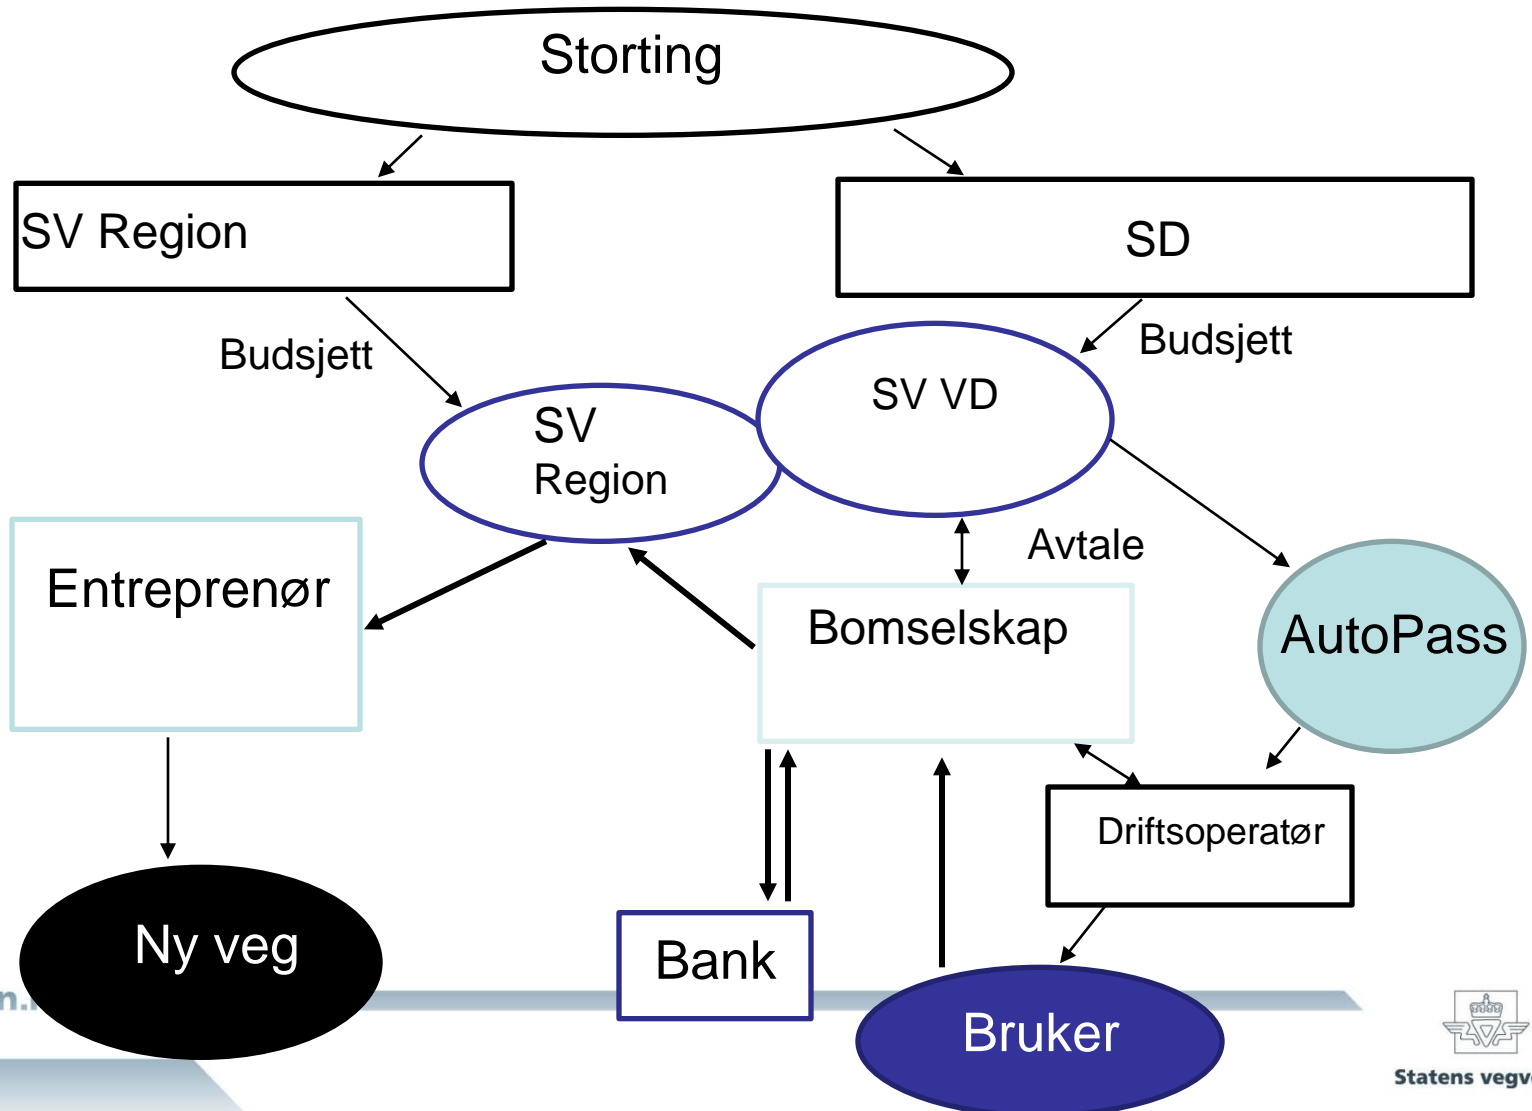 Storting
SV Region
SD
Budsjett
Budsjett
SV VD
SV
Region
Avtale
Entreprenør
Bomselskap
AutoPass
Driftsoperatør
Ny veg
Bank
Bruker
Statens